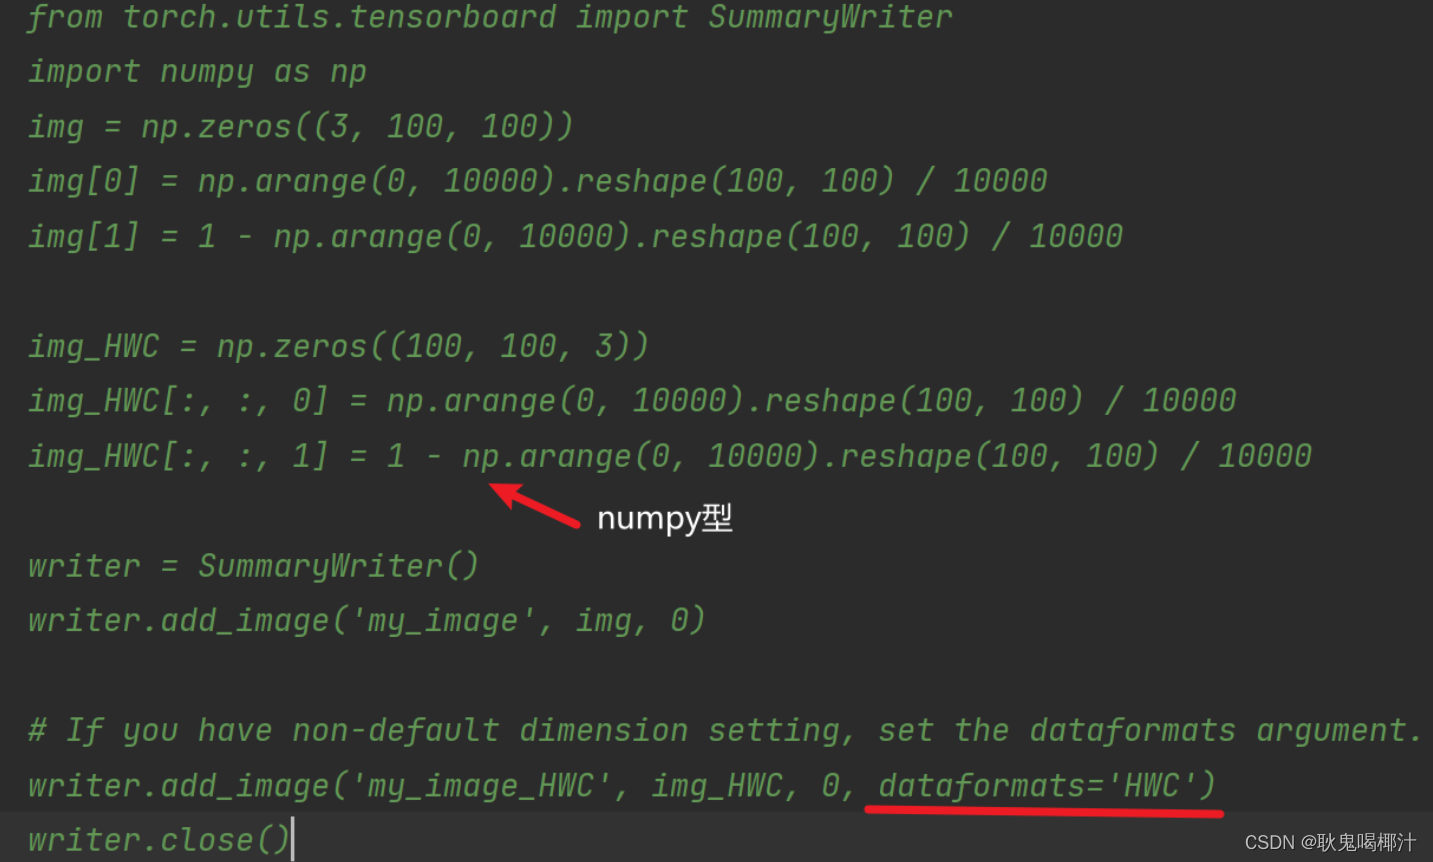 from torch.utils.tensorboard import SummaryWriter
import numpy as np
img = np.zeros((3, 100, 100))
img[0] = np.arange(0, 10000).reshape(100, 100) / 10000
img[1] = 1 - np.arange(0, 10000).reshape(100, 100) / 10000
img_HWC = np.zeros((100, 100, 3))
img_HWC[:, :, 0] = np.arange(0, 10000).reshape(100, 100) / 10000
img_HWC[:, :, 1] = 1 - np.arange(0, 10000).reshape(100, 100) / 10000
numpy型
writer = SummaryWriter()
writer.add_image('my_image', img, 0)
# If you have non-default dimension setting, set the dataformats argument.
writer.add_image('my_image_HWC', img_HWC, 0, dataformats='HWC')
writer.close()
CSDN @耿鬼喝椰汁